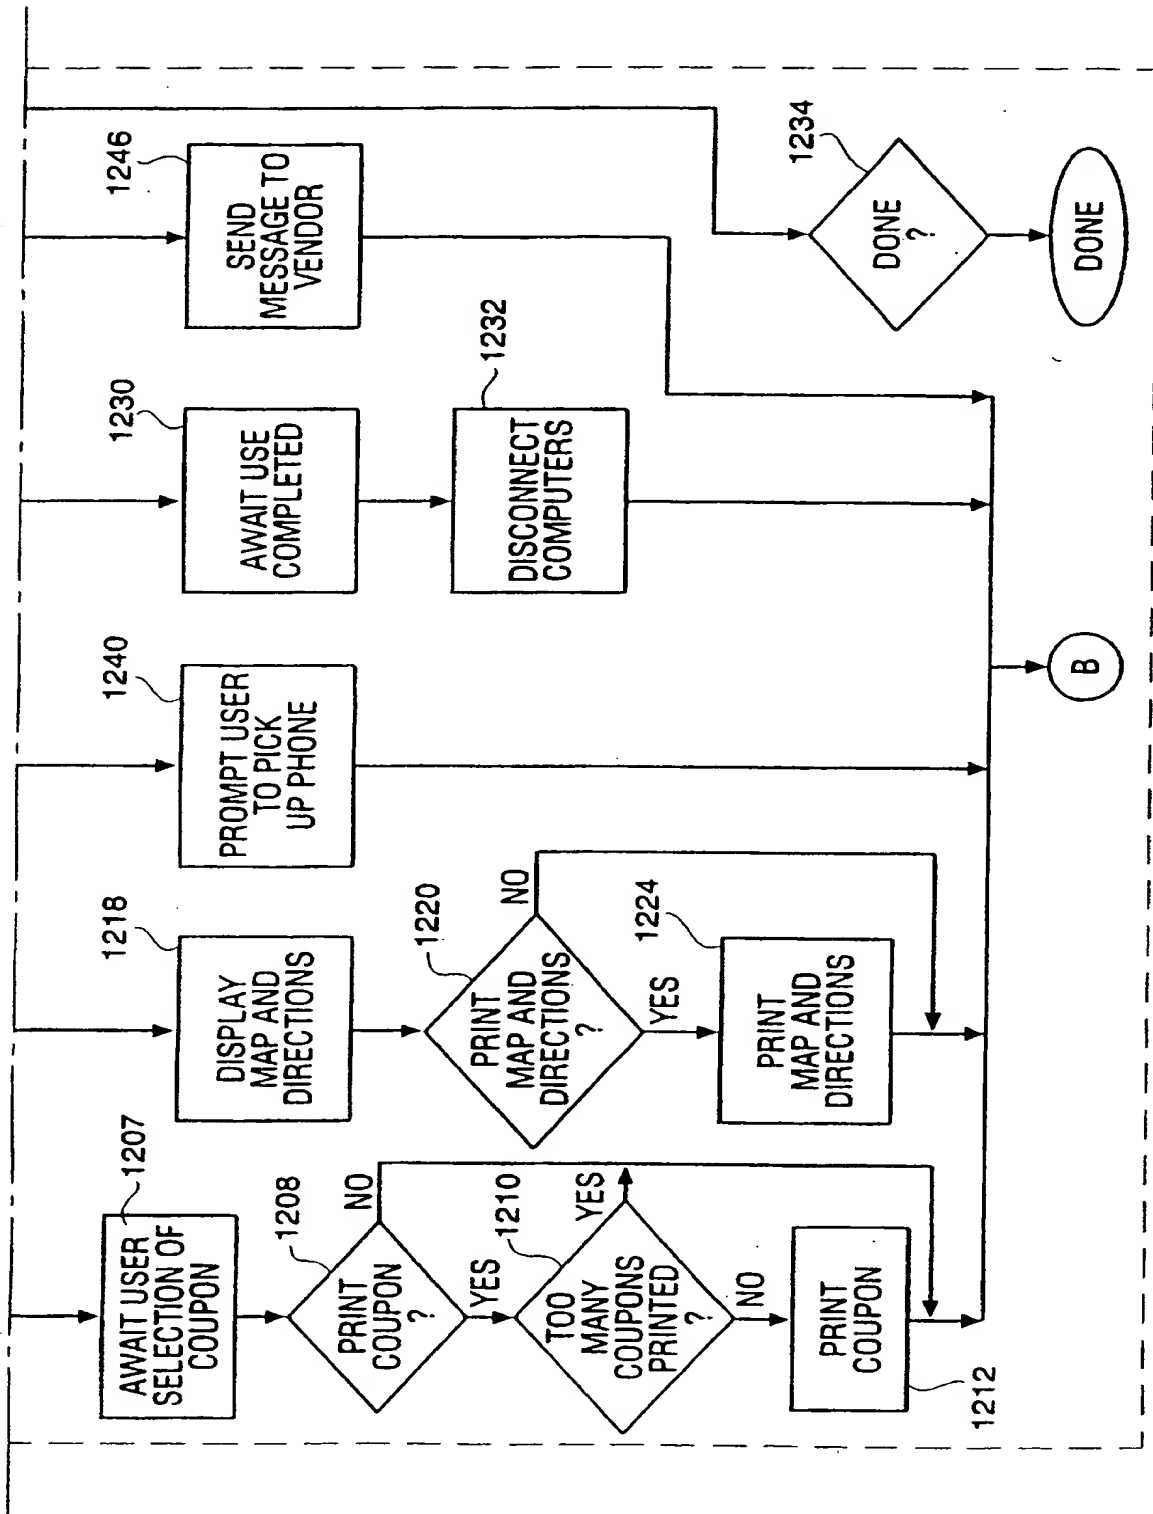 1207
AWAIT USER
SELECTION OF
COUPON
1208
PRINT
COUPON
?
NO
YES
1210
TOO
MANY
COUPONS
PRINTED
?
YES
NO
PRINT
COUPON
1212
1218
DISPLAY
MAP AND
DIRECTIONS
1220
PRINT
MAP AND
DIRECTIONS
?
NO
YES
1224
PRINT
MAP AND
DIRECTIONS
1240
PROMPT USER
TO PICK
UP PHONE
1230
AWAIT USE
COMPLETED
1232
DISCONNECT
COMPUTERS
1246
SEND
MESSAGE TO
VENDOR
1234
DONE
?
DONE
B